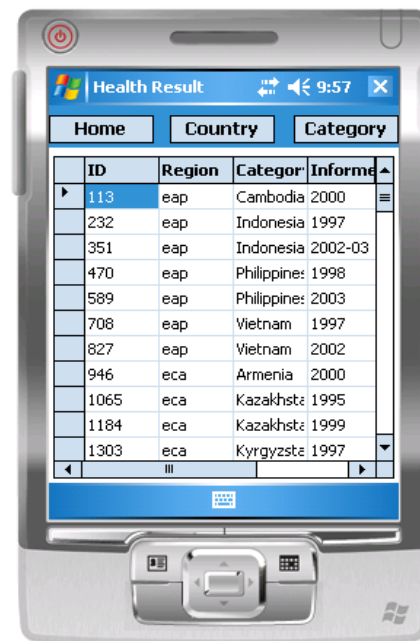 Health Result 9:57
Home Country Category
ID Region Categor Informe
113 eap Cambodia 2000
232 eap Indonesia 1997
351 eap Indonesia 2002-03
470 eap Philippines 1998
589 eap Philippines 2003
708 eap Vietnam 1997
827 eap Vietnam 2002
946 eca Armenia 2000
1065 eca Kazakhsta 1995
1184 eca Kazakhsta 1999
1303 eca Kyrgyzsta 1997